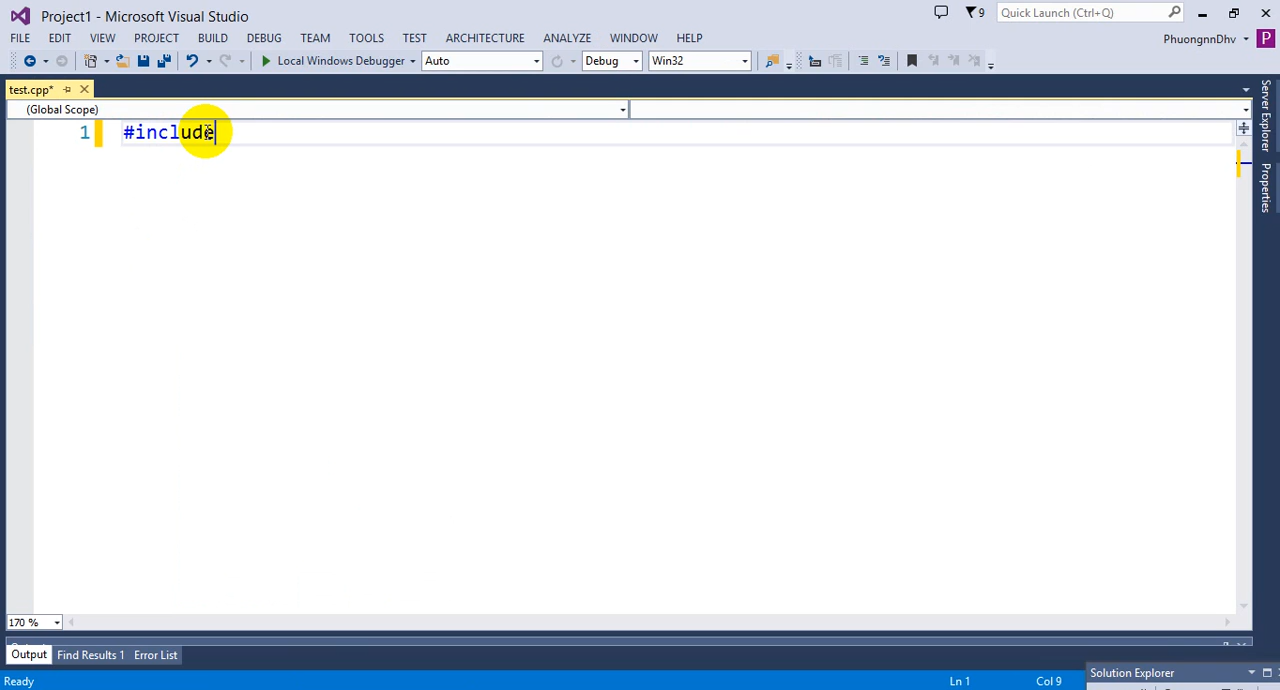 Project1 - Microsoft Visual Studio
9
Quick Launch (Ctrl+Q)
FILE EDIT VIEW PROJECT BUILD DEBUG TEAM TOOLS TEST ARCHITECTURE ANALYZE WINDOW HELP
PhuongnnDhv P
Local Windows Debugger Auto Debug Win32
test.cpp*
(Global Scope)
1 #include
Server Explorer
Properties
170 %
Output Find Results 1 Error List
Solution Explorer
Ready Ln 1 Col 9